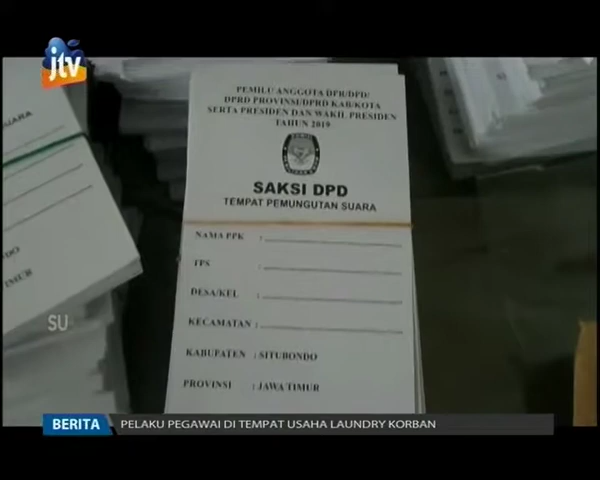 jtv
PEMILU ANGGOTA DPR/DPD/
DPRD PROVINSI/DPRD KAB/KOTA
SERTA PRESIDEN DAN WAKIL PRESIDEN
TAHUN 2019
SAKSI DPD
TEMPAT PEMUNGUTAN SUARA
NAMA PPK :
TPS :
DESA/KEL :
KECAMATAN :
KABUPATEN : SITUBONDO
PROVINSI : JAWA TIMUR
SUARA
TIMUR
SU
BERITA
PELAKU PEGAWAI DI TEMPAT USAHA LAUNDRY KORBAN